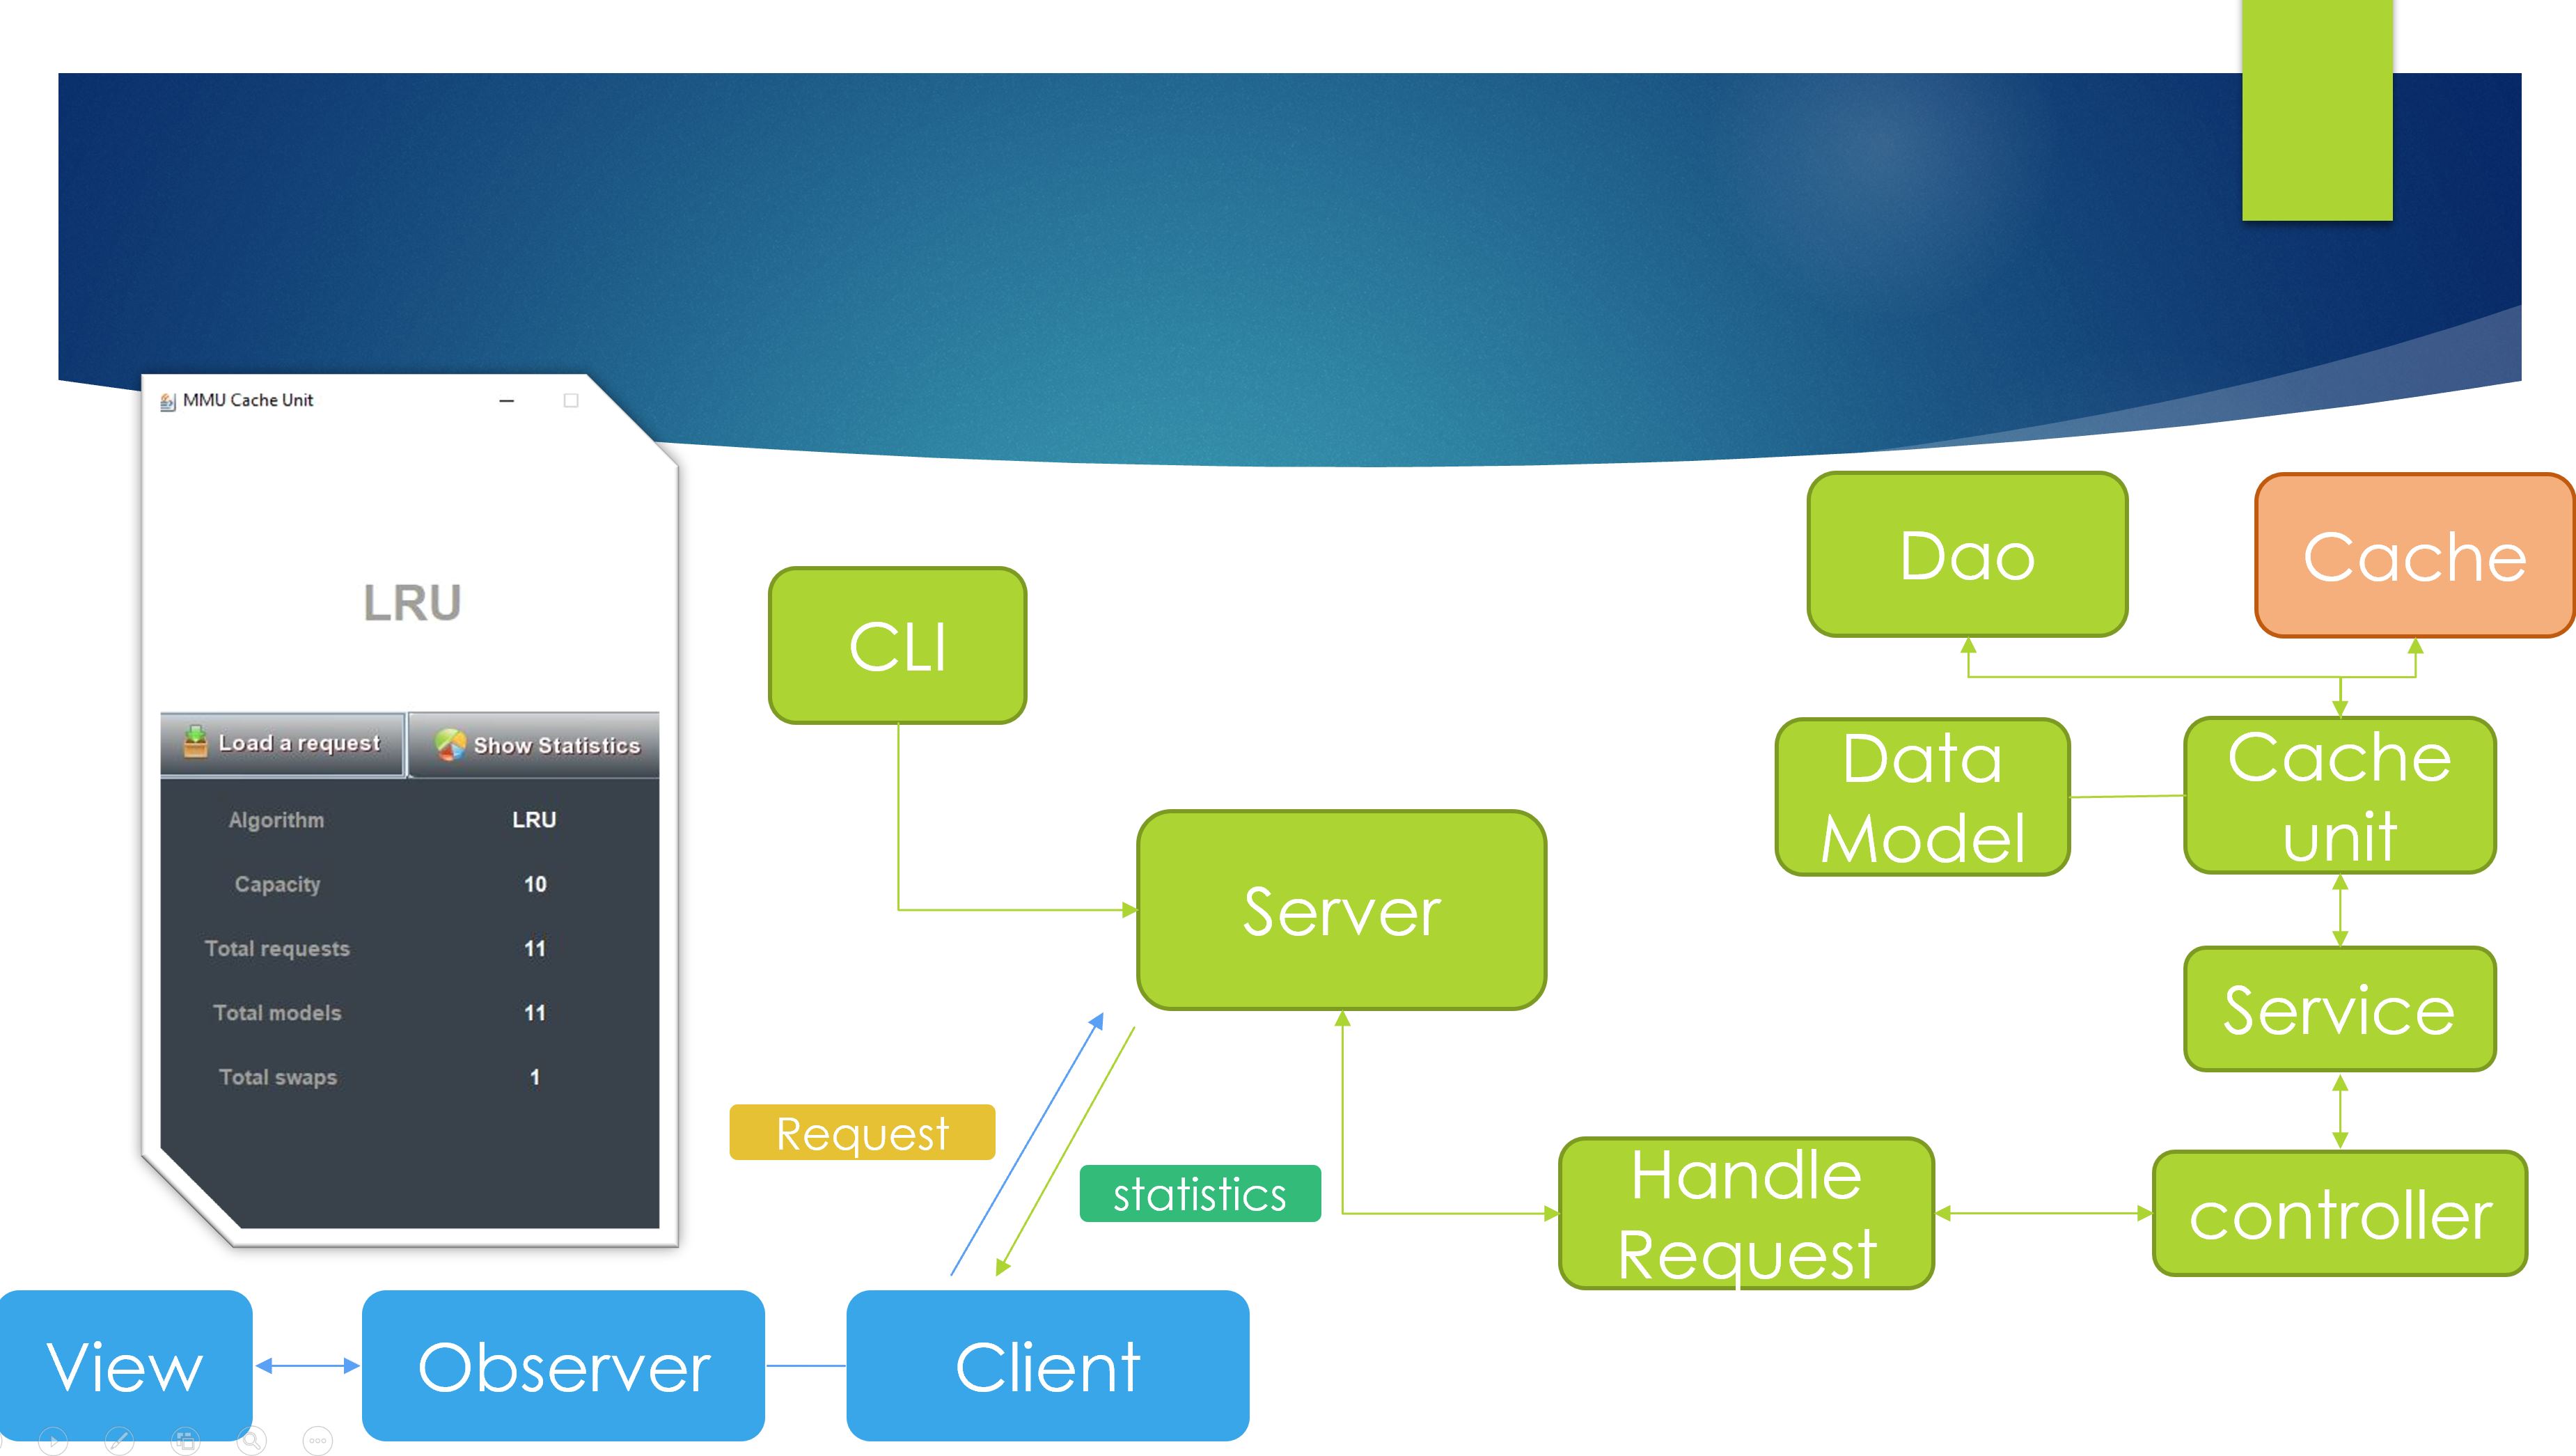 MMU Cache Unit
LRU
Load a request
Show Statistics
Algorithm LRU
Capacity 10
Total requests 11
Total models 11
Total swaps 1
CLI
Server
Request
statistics
View
Observer
Client
Dao
Cache
Data
Model
Cache
unit
Service
Handle
Request
controller